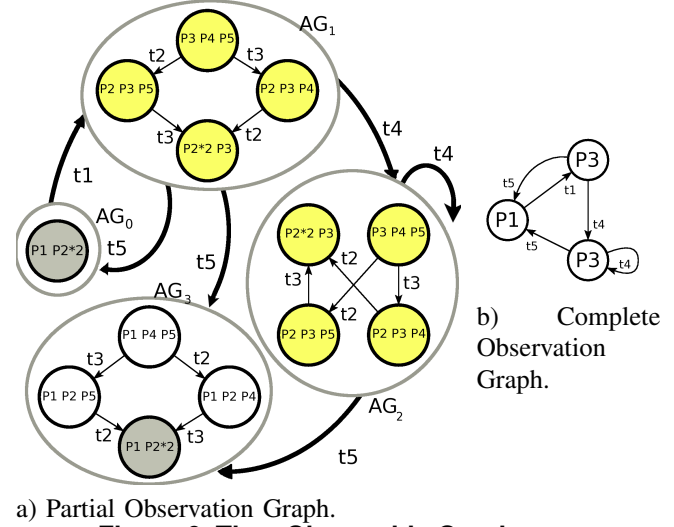 AG1
P3 P4 P5
t2
t3
P2 P3 P5
P2 P3 P4
t3
t2
P2*2 P3
t4
t4
t1
AG0
P1 P2*2
t5
t5
P2*2 P3
P3 P4 P5
t2
t3
t3
t2
P2 P3 P5
P2 P3 P4
AG2
AG3
P1 P4 P5
t3
t2
P1 P2 P5
P1 P2 P4
t2
t3
P1 P2*2
t5
P3
t5
t1
P1
t4
t5
P3
t4
b) Complete
Observation
Graph.
a) Partial Observation Graph.